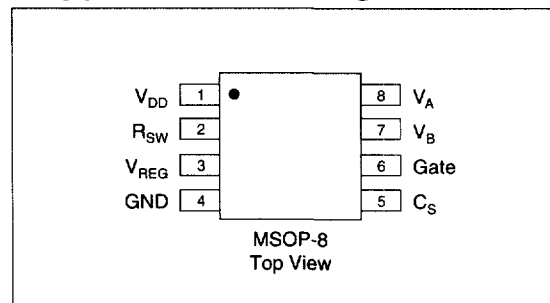 V_DD 1 8 V_A
R_SW 2 7 V_B
V_REG 3 6 Gate
GND 4 5 C_S
MSOP-8
Top View